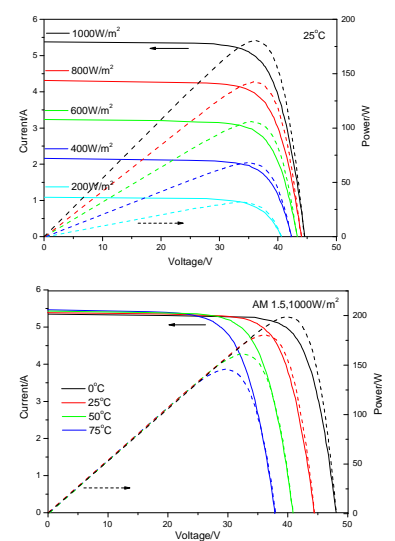 1000W/m²
25°C
800W/m²
600W/m²
400W/m²
200W/m²
Current/A
Power/W
6
5
4
3
2
1
0
200
150
100
50
0
0 10 20 30 40 50
Voltage/V
AM 1.5,1000W/m²
0°C
25°C
50°C
75°C
Current/A
Power/W
6
5
4
3
2
1
0
200
150
100
50
0
0 10 20 30 40 50
Voltage/V